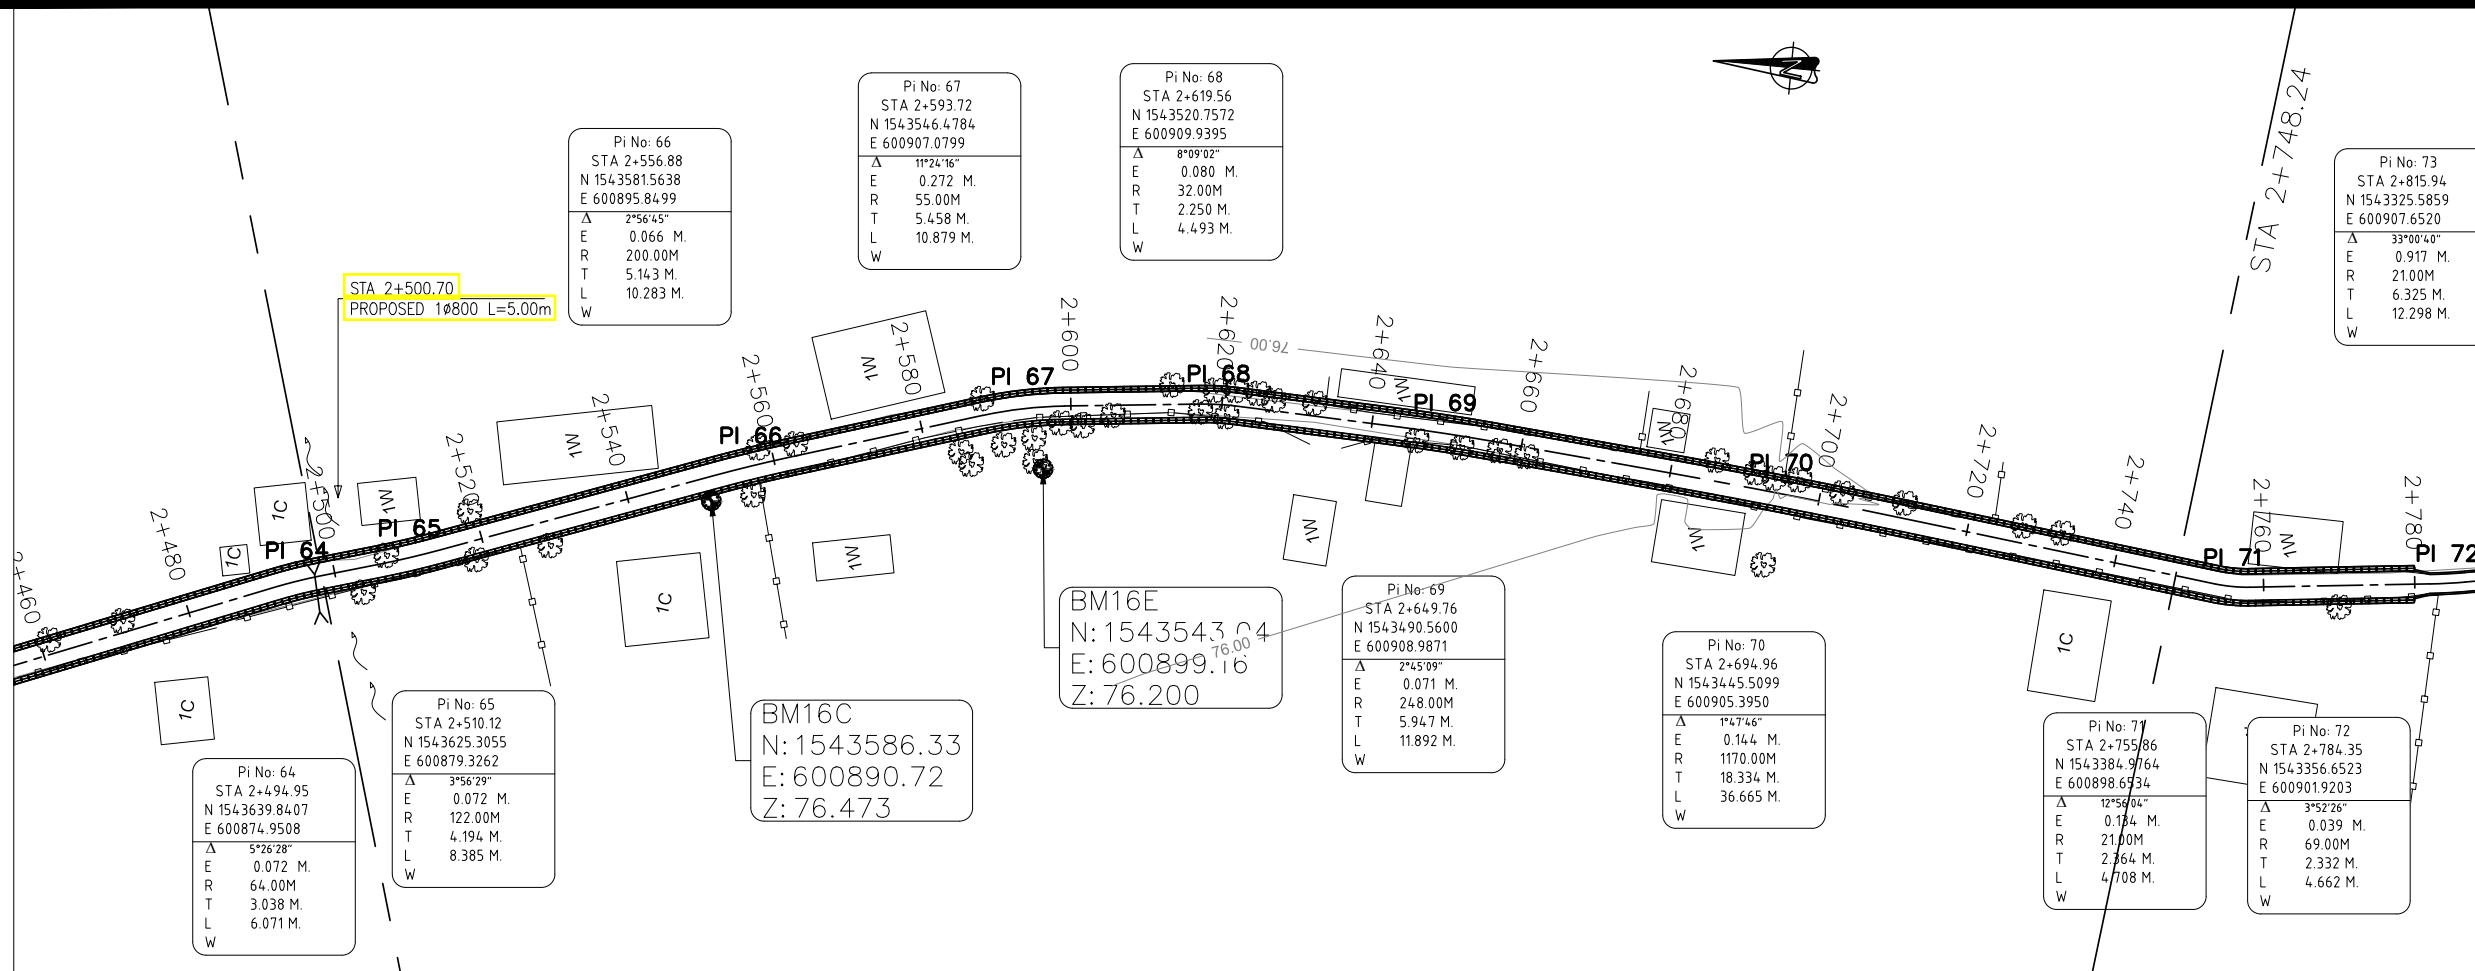 STA 2+500.70
PROPOSED 1ø800 L=5.00m
Pi No: 66
STA 2+556.88
N 1543581.5638
E 600895.8499
Δ 2°56'45"
E 0.066 M.
R 200.00M
T 5.143 M.
L 10.283 M.
W
Pi No: 67
STA 2+593.72
N 1543546.4784
E 600907.0799
Δ 11°24'16"
E 0.272 M.
R 55.00M
T 5.458 M.
L 10.879 M.
W
Pi No: 68
STA 2+619.56
N 1543520.7572
E 600909.9395
Δ 8°09'02"
E 0.080 M.
R 32.00M
T 2.250 M.
L 4.493 M.
W
N
STA 2+748.24
Pi No: 73
STA 2+815.94
N 1543325.5859
E 600907.6520
Δ 33°00'40"
E 0.917 M.
R 21.00M
T 6.325 M.
L 12.298 M.
W
2+460
2+480
2+500
2+520
2+540
2+560
2+580
2+600
2+620
2+640
2+660
2+680
2+700
2+720
2+740
2+760
2+780
76.00
PI 64
PI 65
PI 66
PI 67
PI 68
PI 69
PI 70
PI 71
PI 72
1C
1C
1W
1W
1W
1W
1W
1W
1C
1C
1W
1W
1W
1C
BM16E
N: 1543543.04
E: 600899.16
Z: 76.200
76.00
BM16C
N: 1543586.33
E: 600890.72
Z: 76.473
Pi No: 64
STA 2+494.95
N 1543639.8407
E 600874.9508
Δ 5°26'28"
E 0.072 M.
R 64.00M
T 3.038 M.
L 6.071 M.
W
Pi No: 65
STA 2+510.12
N 1543625.3055
E 600879.3262
Δ 3°56'29"
E 0.072 M.
R 122.00M
T 4.194 M.
L 8.385 M.
W
Pi No: 69
STA 2+649.76
N 1543490.5600
E 600908.9871
Δ 2°45'09"
E 0.071 M.
R 248.00M
T 5.947 M.
L 11.892 M.
W
Pi No: 70
STA 2+694.96
N 1543445.5099
E 600905.3950
Δ 1°47'46"
E 0.144 M.
R 1170.00M
T 18.334 M.
L 36.665 M.
W
Pi No: 71
STA 2+755.86
N 1543384.9764
E 600898.6534
Δ 12°56'04"
E 0.134 M.
R 21.00M
T 2.364 M.
L 4.708 M.
W
Pi No: 72
STA 2+784.35
N 1543356.6523
E 600901.9203
Δ 3°52'26"
E 0.039 M.
R 69.00M
T 2.332 M.
L 4.662 M.
W